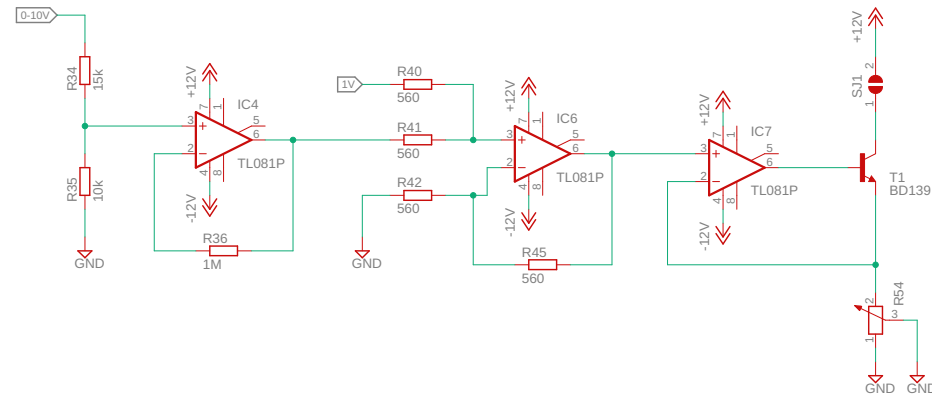 0-10V
R34
15k
R35
10k
GND
+12V
-12V
IC4
TL081P
3
2
7
1
5
6
4
8
R36
1M
1V
R40
560
R41
560
R42
560
GND
+12V
-12V
IC6
TL081P
3
2
7
1
5
6
4
8
R45
560
+12V
-12V
IC7
TL081P
3
2
7
1
5
6
4
8
+12V
SJ1
2
1
T1
BD139
R54
2
3
1
GND
GND